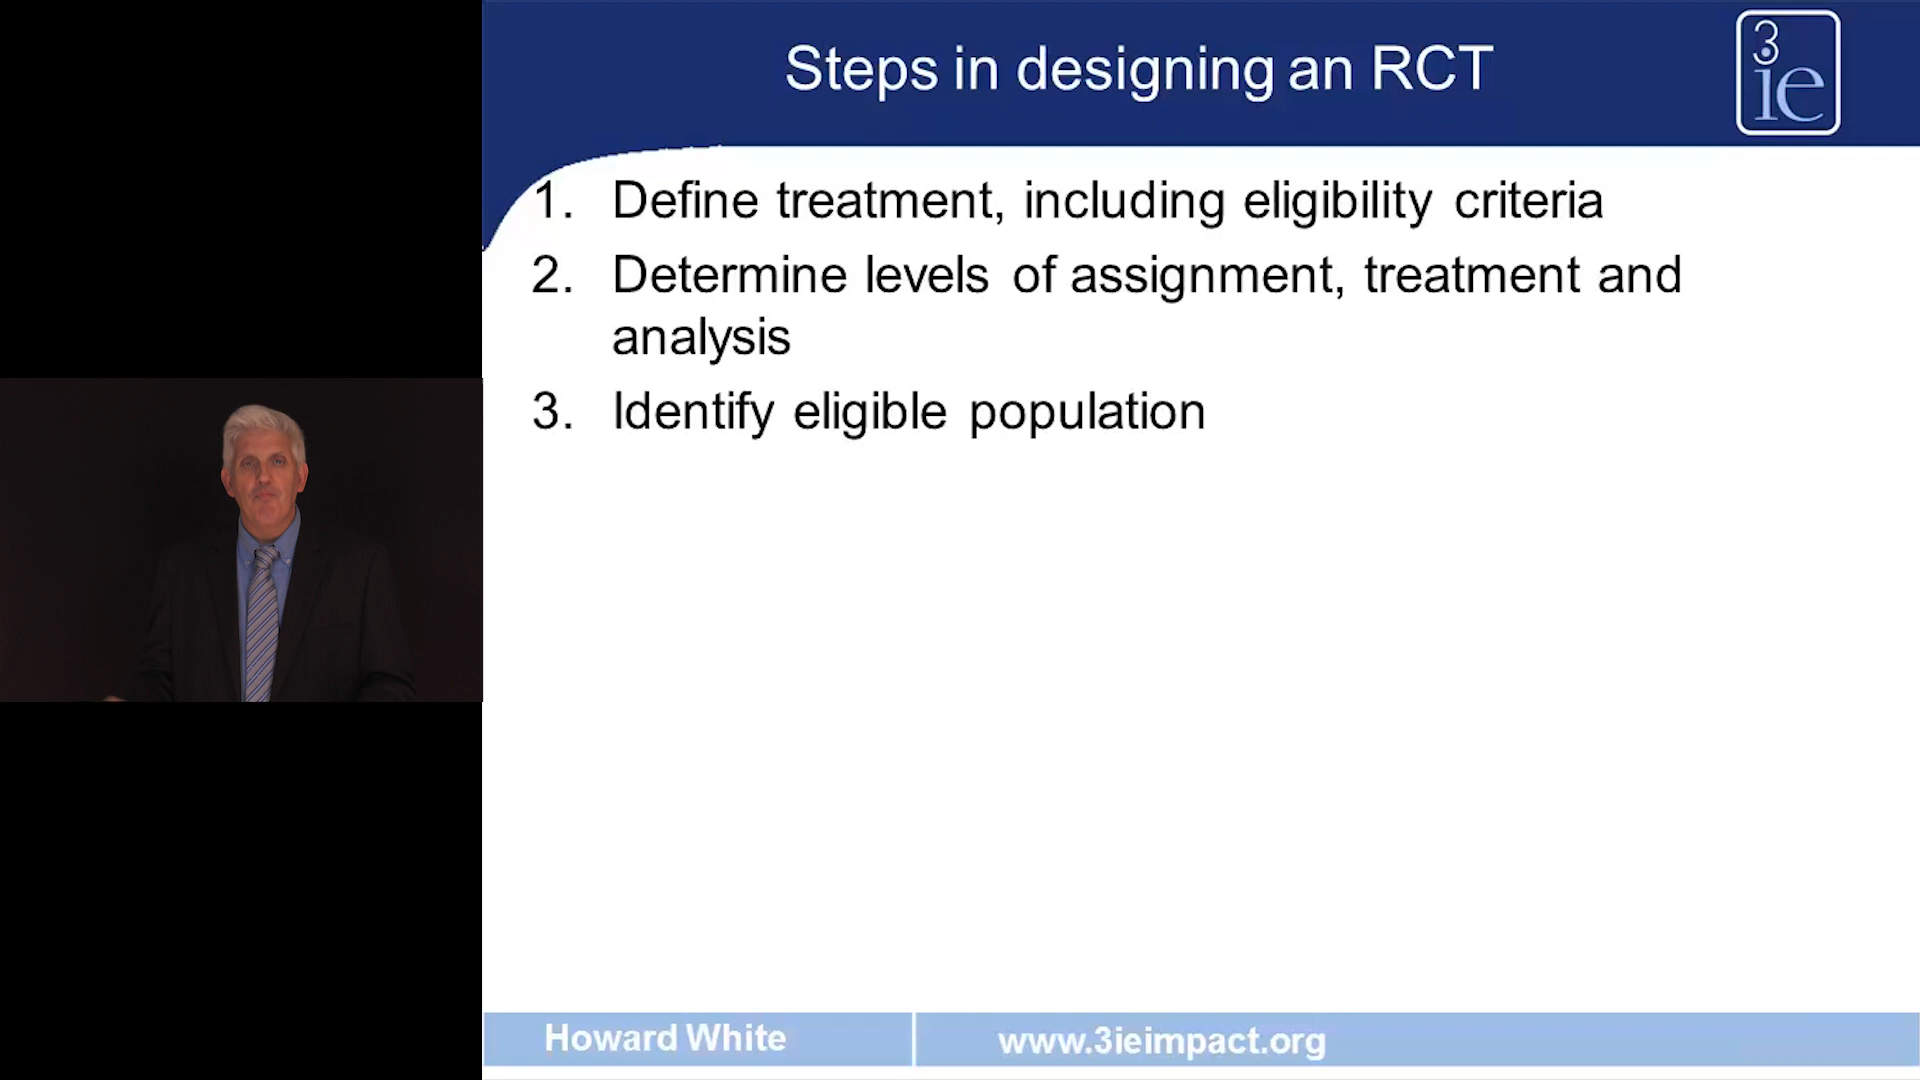 Steps in designing an RCT
3
ie
1. Define treatment, including eligibility criteria
2. Determine levels of assignment, treatment and
analysis
3. Identify eligible population
Howard White
www.3ieimpact.org